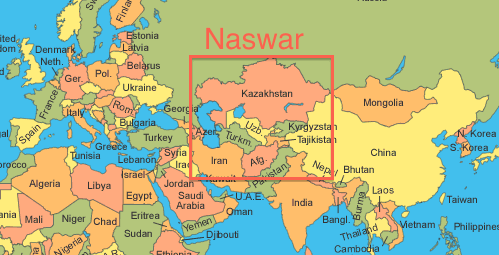 Naswar
Finland
Estonia
Latvia
Denmark
Neth.
Belarus
Ger.
Pol.
Ukraine
Kazakhstan
Mongolia
France
Rom.
Italy
Bulgaria
Georgia
Spain
Greece
Turkey
Azer.
Uzb.
Turkm.
Kyrgyzstan
Tajikistan
China
N. Korea
S. Korea
Tunisia
Lebanon
Syria
Iraq
Iran
Afg.
Morocco
Israel
Jordan
Kuwait
Pakistan
Nepal
Bhutan
Algeria
Libya
Egypt
Saudi
Arabia
U.A.E.
Oman
India
Bangl.
Burma
Laos
Taiwan
Mali
Niger
Chad
Sudan
Eritrea
Yemen
Djibouti
Thailand
Vietnam
Cambodia
Philippines
Nigeria
Ethiopia